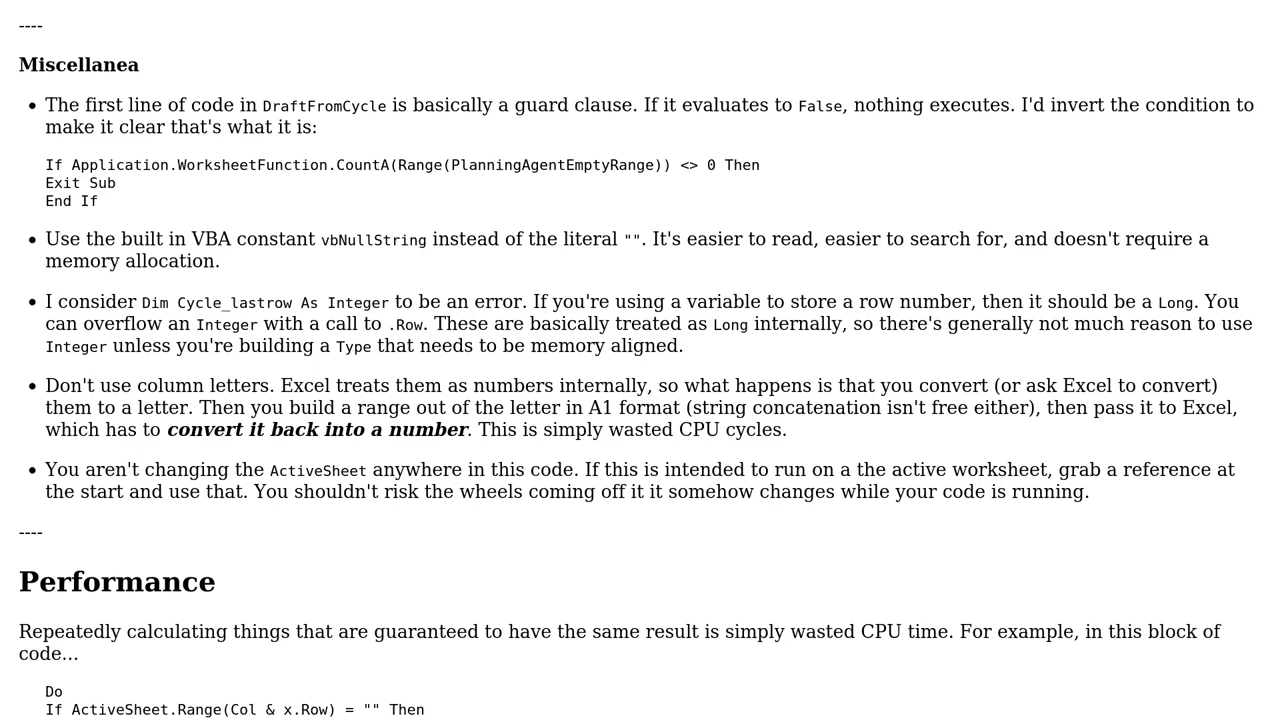 ----
Miscellanea
• The first line of code in DraftFromCycle is basically a guard clause. If it evaluates to False, nothing executes. I'd invert the condition to
make it clear that's what it is:
If Application.WorksheetFunction.CountA(Range(PlanningAgentEmptyRange)) <> 0 Then
Exit Sub
End If
• Use the built in VBA constant vbNullString instead of the literal "". It's easier to read, easier to search for, and doesn't require a
memory allocation.
• I consider Dim Cycle_lastrow As Integer to be an error. If you're using a variable to store a row number, then it should be a Long. You
can overflow an Integer with a call to .Row. These are basically treated as Long internally, so there's generally not much reason to use
Integer unless you're building a Type that needs to be memory aligned.
• Don't use column letters. Excel treats them as numbers internally, so what happens is that you convert (or ask Excel to convert)
them to a letter. Then you build a range out of the letter in A1 format (string concatenation isn't free either), then pass it to Excel,
which has to convert it back into a number. This is simply wasted CPU cycles.
• You aren't changing the ActiveSheet anywhere in this code. If this is intended to run on a the active worksheet, grab a reference at
the start and use that. You shouldn't risk the wheels coming off it it somehow changes while your code is running.
----
Performance
Repeatedly calculating things that are guaranteed to have the same result is simply wasted CPU time. For example, in this block of
code...
Do
If ActiveSheet.Range(Col & x.Row) = "" Then